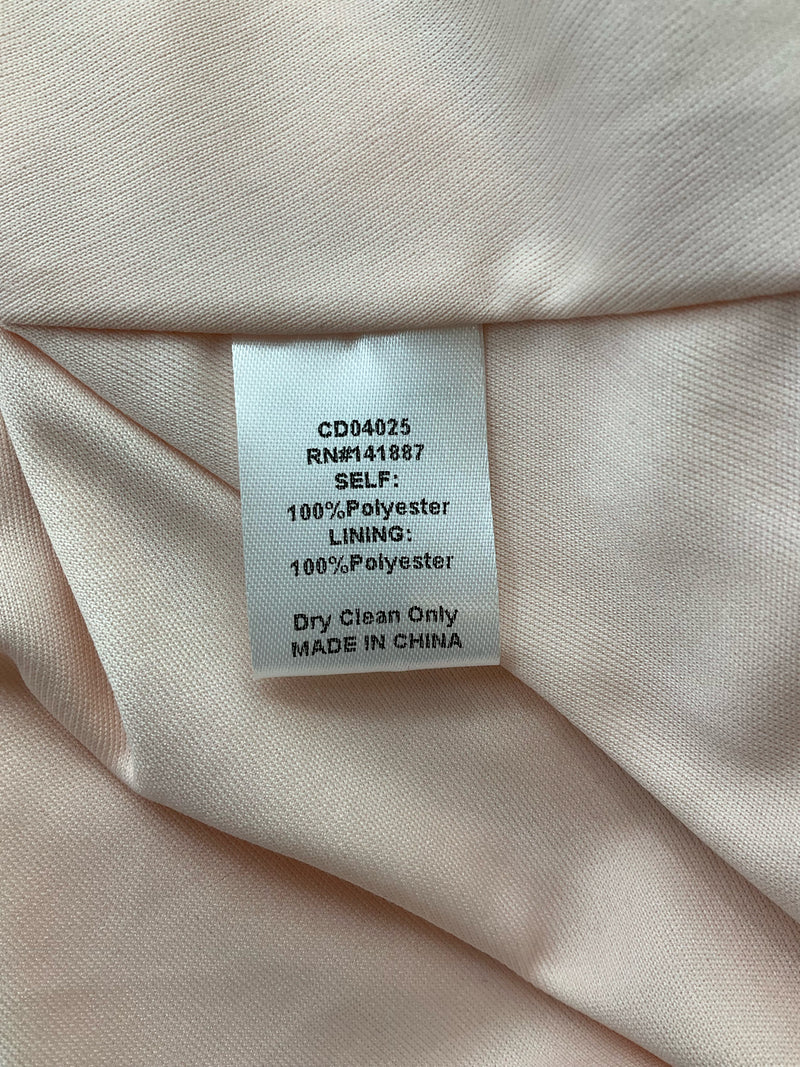 CD04025
RN#141887
SELF:
100%Polyester
LINING:
100%Polyester
Dry Clean Only
MADE IN CHINA